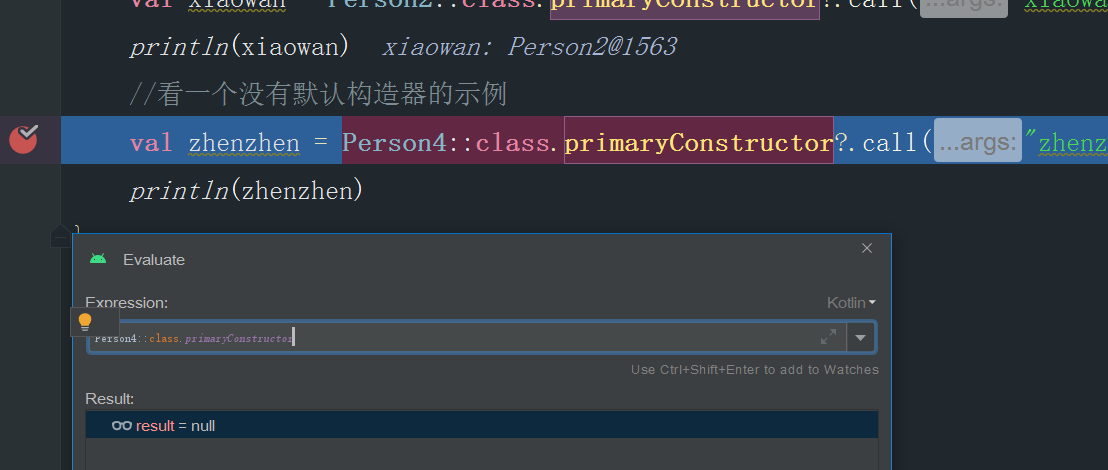 val xiaowan = Person2::class.primaryConstructor?.call(...args: "xiaowa
println(xiaowan) xiaowan: Person2@1563
//看一个没有默认构造器的示例
val zhenzhen = Person4::class.primaryConstructor?.call(...args: "zhenz
println(zhenzhen)
}
Evaluate
Expression:
Kotlin
Person4::class.primaryConstructor
Use Ctrl+Shift+Enter to add to Watches
Result:
result = null